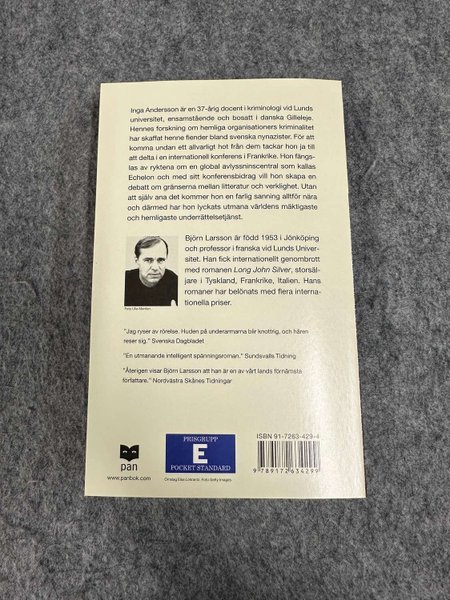 Inga Andersson är en 37-årig docent i kriminologi vid Lunds
universitet, ensamstående och bosatt i danska Gilleleje.
Hennes forskning om hemliga organisationers kriminalitet
har skaffat henne fiender bland svenska nynazister. För att
komma undan ett allvarligt hot från dem tackar hon ja till
att delta i en internationell konferens i Frankrike. Hon fängs-
las av ryktena om en global avlyssninscentral som kallas
Echelon och med sitt konferensbidrag vill hon skapa en
debatt om gränserna mellan litteratur och verklighet. Utan
att själv ana det kommer hon en farlig sanning alltför nära
och därmed har hon lyckats utmana världens mäktigaste
och hemligaste underrättelsetjänst.
Björn Larsson är född 1953 i Jönköping
och professor i franska vid Lunds Univer-
sitet. Han fick internationellt genombrott
med romanen Long John Silver, storsäl-
jare i Tyskland, Frankrike, Italien. Hans
romaner har belönats med flera interna-
tionella priser.
"Jag ryser av rörelse. Huden på underarmarna blir knottrig, och håren
reser sig." Svenska Dagbladet
"En utmanande intelligent spänningsroman." Sundsvalls Tidning
"Återigen visar Björn Larsson att han är en av vårt lands förnämsta
författare." Nordvästra Skånes Tidningar
pan
www.panbok.com
PRISGRUPP
E
POCKET STANDARD
ISBN 91-7263-429-4
9 789172 634299